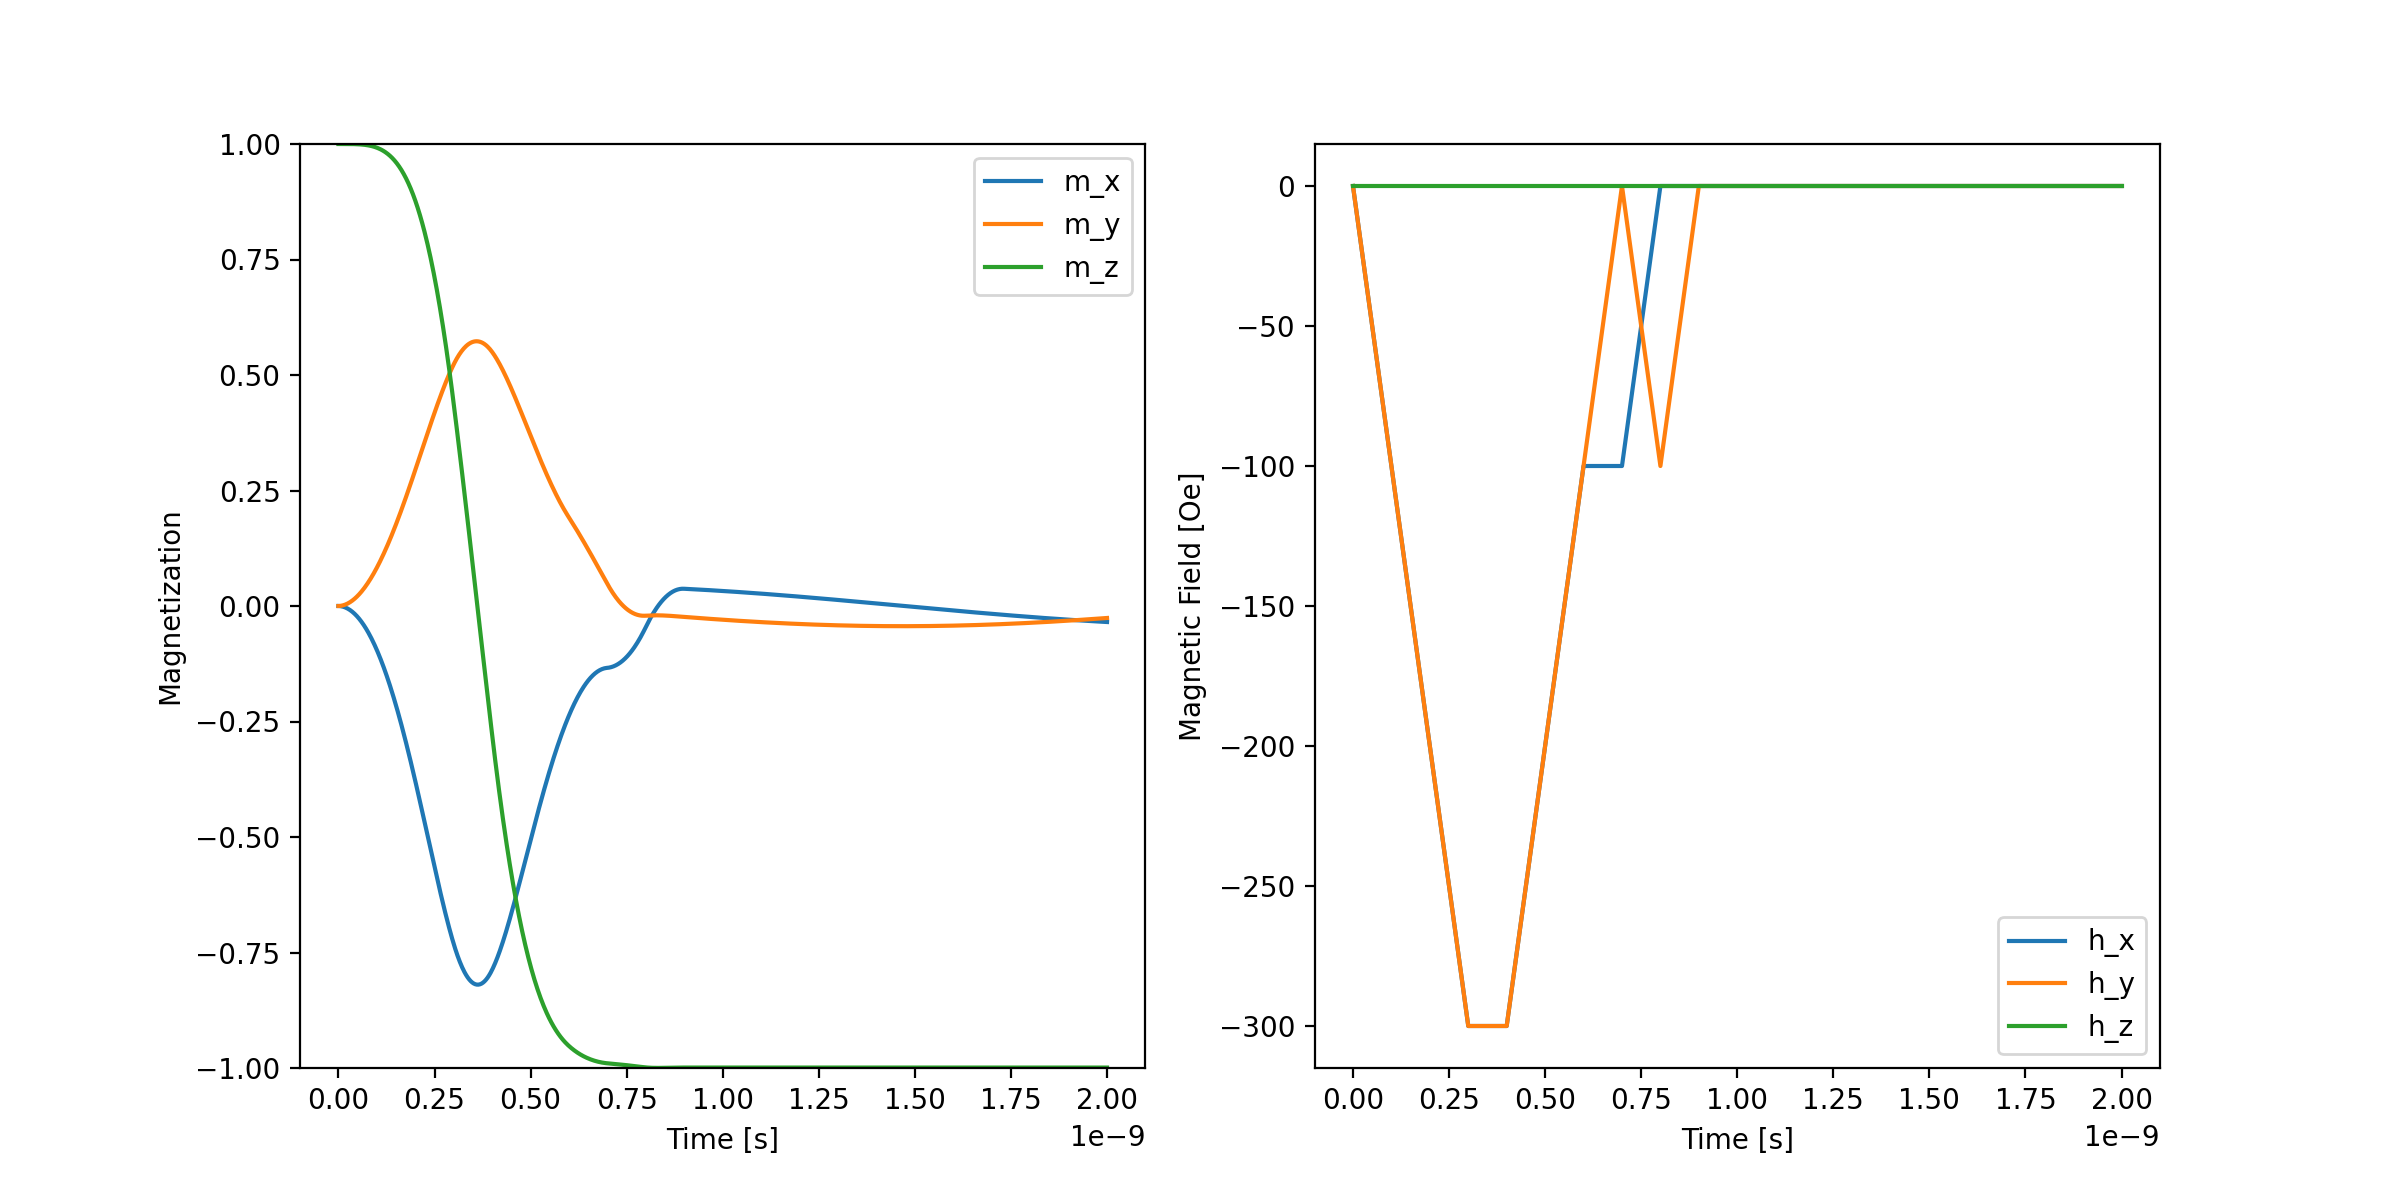 1.00
0.75
0.50
0.25
0.00
−0.25
−0.50
−0.75
−1.00
Magnetization
m_x
m_y
m_z
0.00 0.25 0.50 0.75 1.00 1.25 1.50 1.75 2.00
1e−9
Time [s]
0
−50
−100
−150
−200
−250
−300
Magnetic Field [Oe]
h_x
h_y
h_z
0.00 0.25 0.50 0.75 1.00 1.25 1.50 1.75 2.00
1e−9
Time [s]